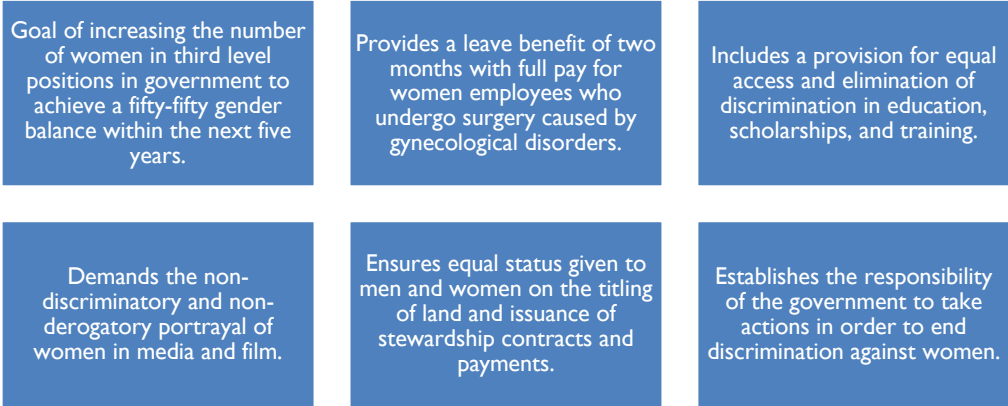 Goal of increasing the number
of women in third level
positions in government to
achieve a fifty-fifty gender
balance within the next five
years.
Provides a leave benefit of two
months with full pay for
women employees who
undergo surgery caused by
gynecological disorders.
Includes a provision for equal
access and elimination of
discrimination in education,
scholarships, and training.
Demands the non-
discriminatory and non-
derogatory portrayal of
women in media and film.
Ensures equal status given to
men and women on the titling
of land and issuance of
stewardship contracts and
payments.
Establishes the responsibility
of the government to take
actions in order to end
discrimination against women.